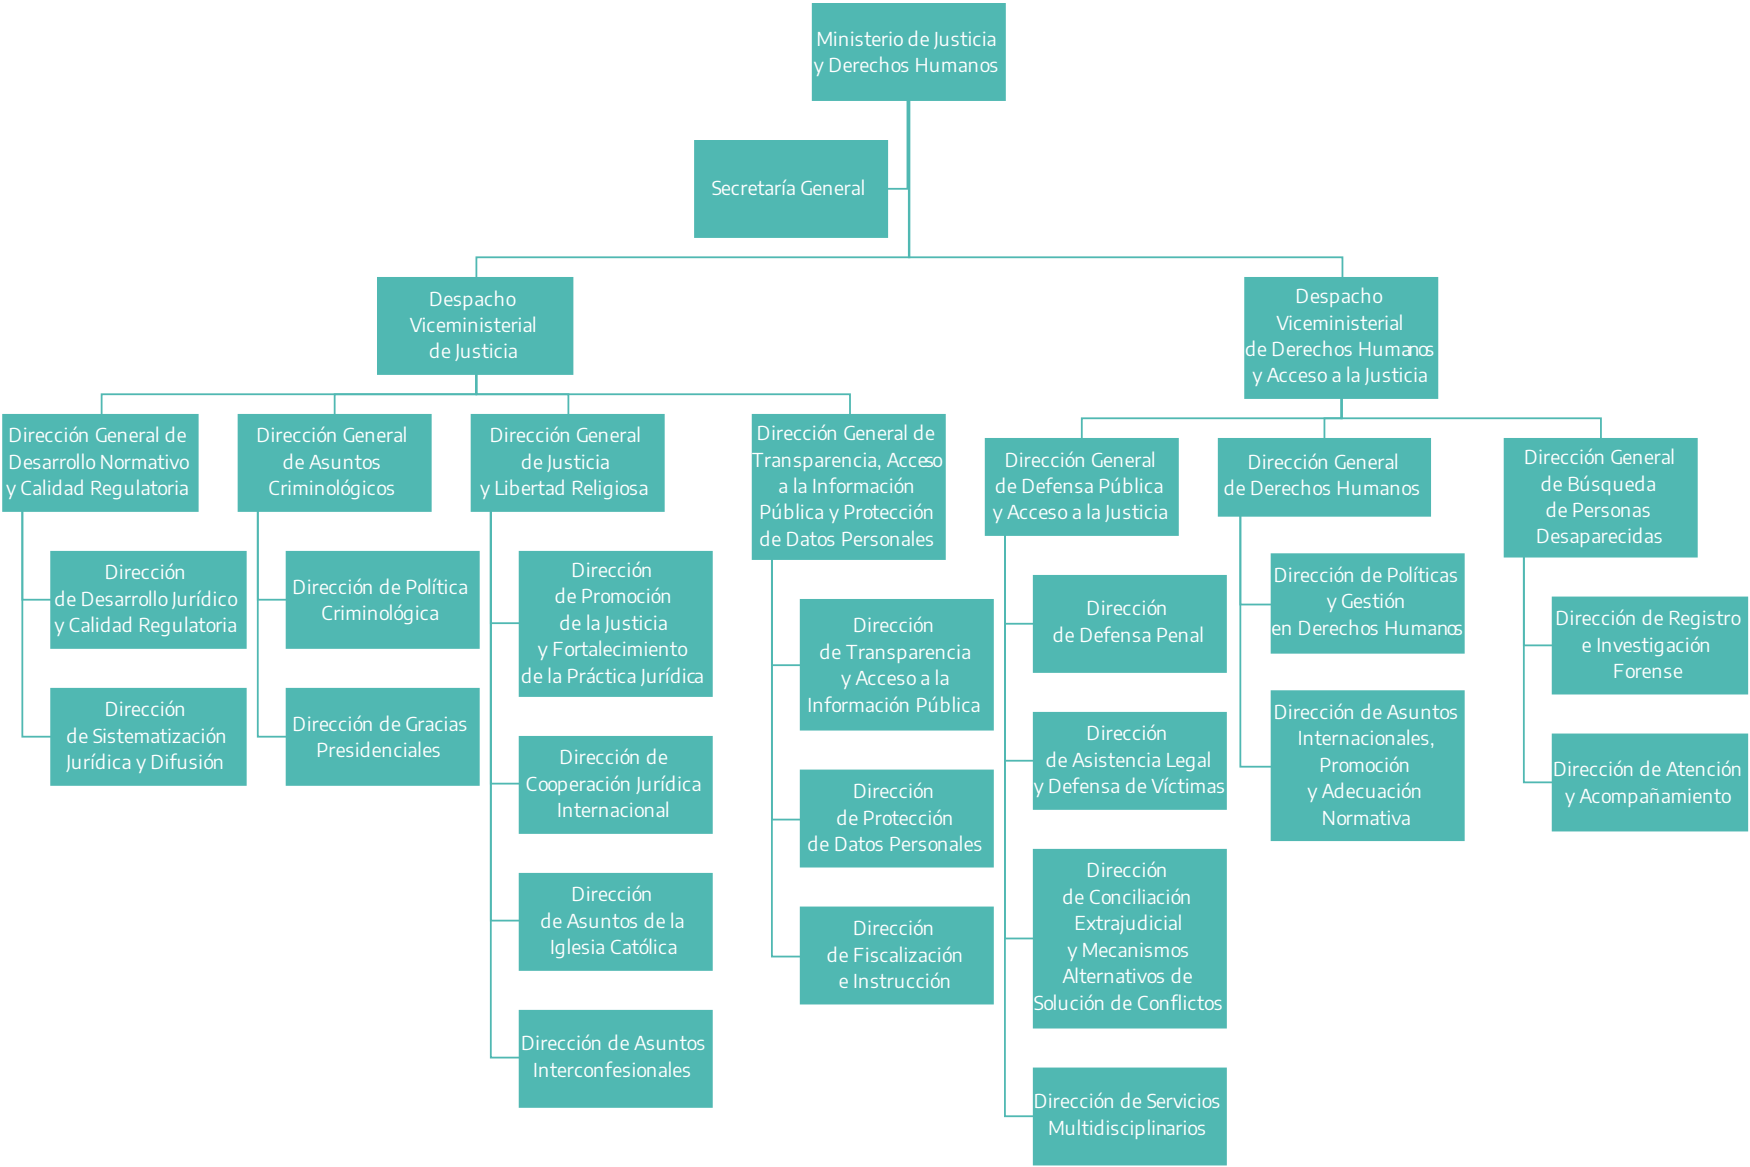 Ministerio de Justicia
y Derechos Humanos
Secretaría General
Despacho
Viceministerial
de Justicia
Despacho
Viceministerial
de Derechos Humanos
y Acceso a la Justicia
Dirección General de
Desarrollo Normativo
y Calidad Regulatoria
Dirección
de Desarrollo Jurídico
y Calidad Regulatoria
Dirección
de Sistematización
Jurídica y Difusión
Dirección General
de Asuntos
Criminológicos
Dirección de Política
Criminológica
Dirección de Gracias
Presidenciales
Dirección General
de Justicia
y Libertad Religiosa
Dirección
de Promoción
de la Justicia
y Fortalecimiento
de la Práctica Jurídica
Dirección de
Cooperación Jurídica
Internacional
Dirección
de Asuntos de la
Iglesia Católica
Dirección de Asuntos
Interconfesionales
Dirección General de
Transparencia, Acceso
a la Información
Pública y Protección
de Datos Personales
Dirección
de Transparencia
y Acceso a la
Información Pública
Dirección
de Protección
de Datos Personales
Dirección
de Fiscalización
e Instrucción
Dirección General
de Defensa Pública
y Acceso a la Justicia
Dirección
de Defensa Penal
Dirección
de Asistencia Legal
y Defensa de Víctimas
Dirección
de Conciliación
Extrajudicial
y Mecanismos
Alternativos de
Solución de Conflictos
Dirección de Servicios
Multidisciplinarios
Dirección General
de Derechos Humanos
Dirección de Políticas
y Gestión
en Derechos Humanos
Dirección de Asuntos
Internacionales,
Promoción
y Adecuación
Normativa
Dirección General
de Búsqueda
de Personas
Desaparecidas
Dirección de Registro
e Investigación
Forense
Dirección de Atención
y Acompañamiento